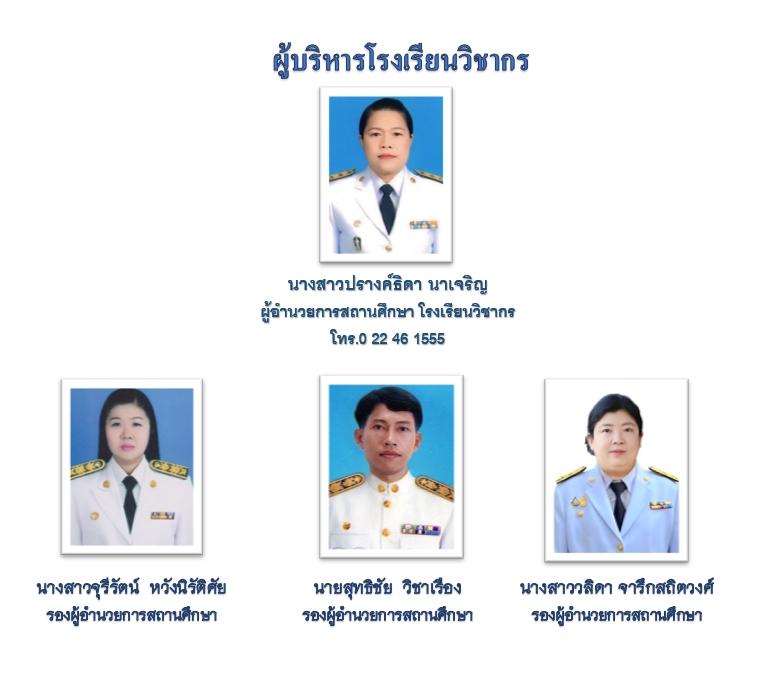 ผู้บริหารโรงเรียนวิชากร
นางสาวปรางค์ธิดา นาเจริญ
ผู้อำนวยการสถานศึกษา โรงเรียนวิชากร
โทร.0 22 46 1555
นางสาวจุรีรัตน์ หวังนิรัติศัย
รองผู้อำนวยการสถานศึกษา
นายสุทธิชัย วิชาเรือง
รองผู้อำนวยการสถานศึกษา
นางสาววลิดา จารึกสถิตวงศ์
รองผู้อำนวยการสถานศึกษา